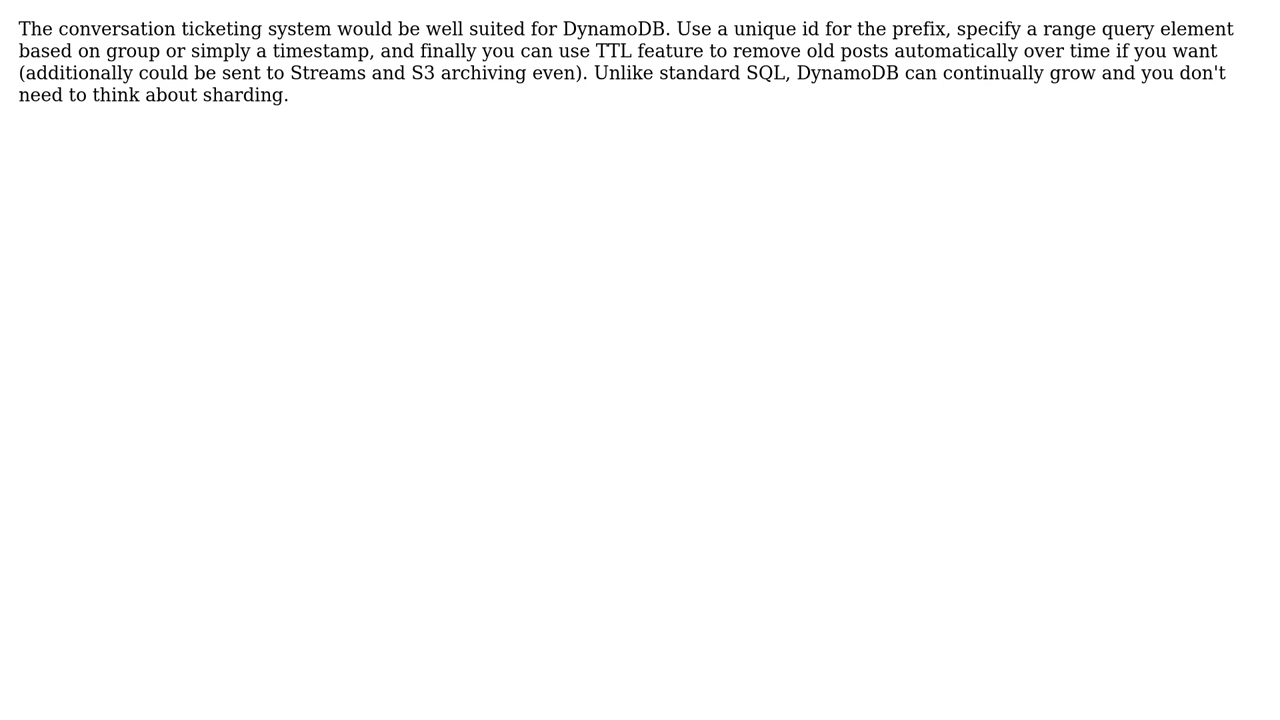 The conversation ticketing system would be well suited for DynamoDB. Use a unique id for the prefix, specify a range query element
based on group or simply a timestamp, and finally you can use TTL feature to remove old posts automatically over time if you want
(additionally could be sent to Streams and S3 archiving even). Unlike standard SQL, DynamoDB can continually grow and you don't
need to think about sharding.